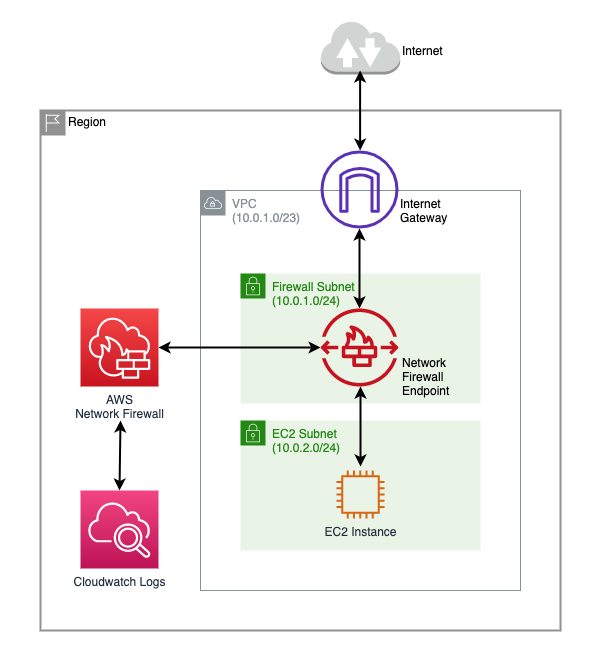 Internet
Region
VPC
(10.0.1.0/23)
Internet
Gateway
Firewall Subnet
(10.0.1.0/24)
Network
Firewall
Endpoint
AWS
Network Firewall
EC2 Subnet
(10.0.2.0/24)
EC2 Instance
Cloudwatch Logs